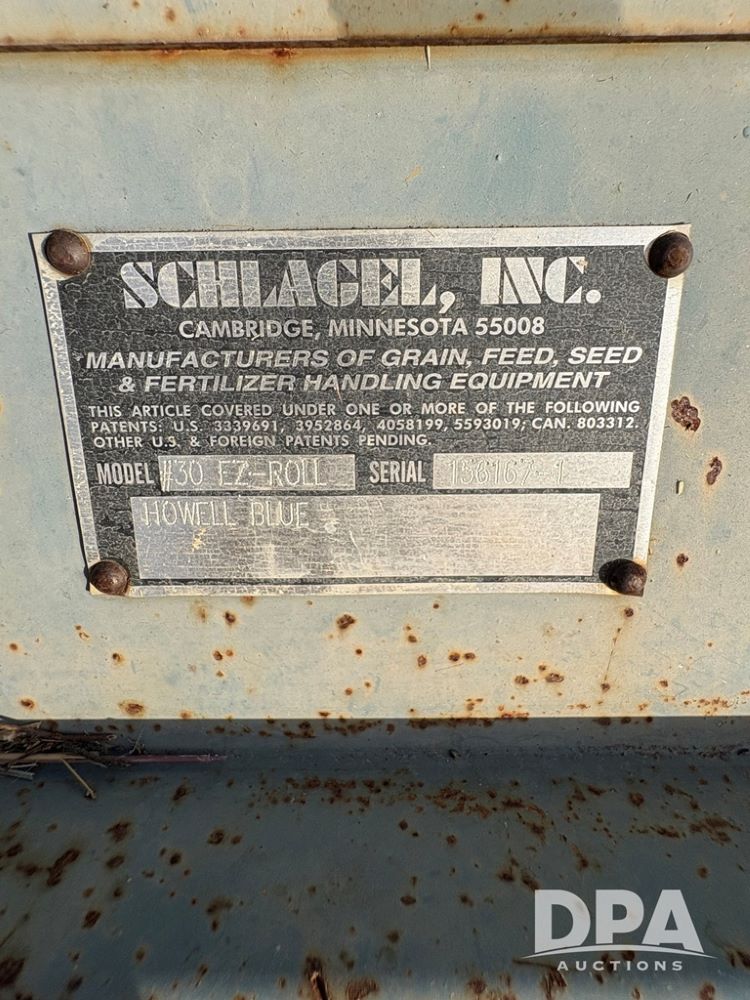 SCHLAGEL, INC.
CAMBRIDGE, MINNESOTA 55008
MANUFACTURERS OF GRAIN, FEED, SEED
& FERTILIZER HANDLING EQUIPMENT
THIS ARTICLE COVERED UNDER ONE OR MORE OF THE FOLLOWING
PATENTS: U.S. 3339691, 3952864, 4058199, 5593019; CAN. 803312.
OTHER U.S. & FOREIGN PATENTS PENDING.
MODEL #30 EZ-ROLL SERIAL 156167-1
HOWELL BLUE
DPA
AUCTIONS